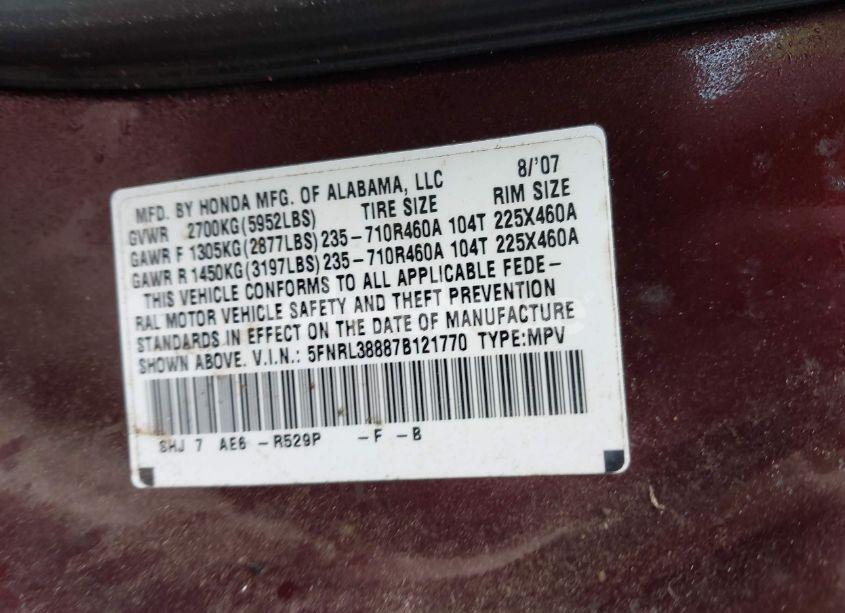 MFD. BY HONDA MFG. OF ALABAMA, LLC 8/'07
GVWR 2700KG(5952LBS) TIRE SIZE RIM SIZE
GAWR F 1305KG(2877LBS) 235-710R460A 104T 225X460A
GAWR R 1450KG(3197LBS) 235-710R460A 104T 225X460A
THIS VEHICLE CONFORMS TO ALL APPLICABLE FEDE-
RAL MOTOR VEHICLE SAFETY AND THEFT PREVENTION
STANDARDS IN EFFECT ON THE DATE OF MANUFACTURE
SHOWN ABOVE. V.I.N.: 5FNRL38887B121770 TYPE:MPV
SHJ 7 AE6 -R529P -F -B